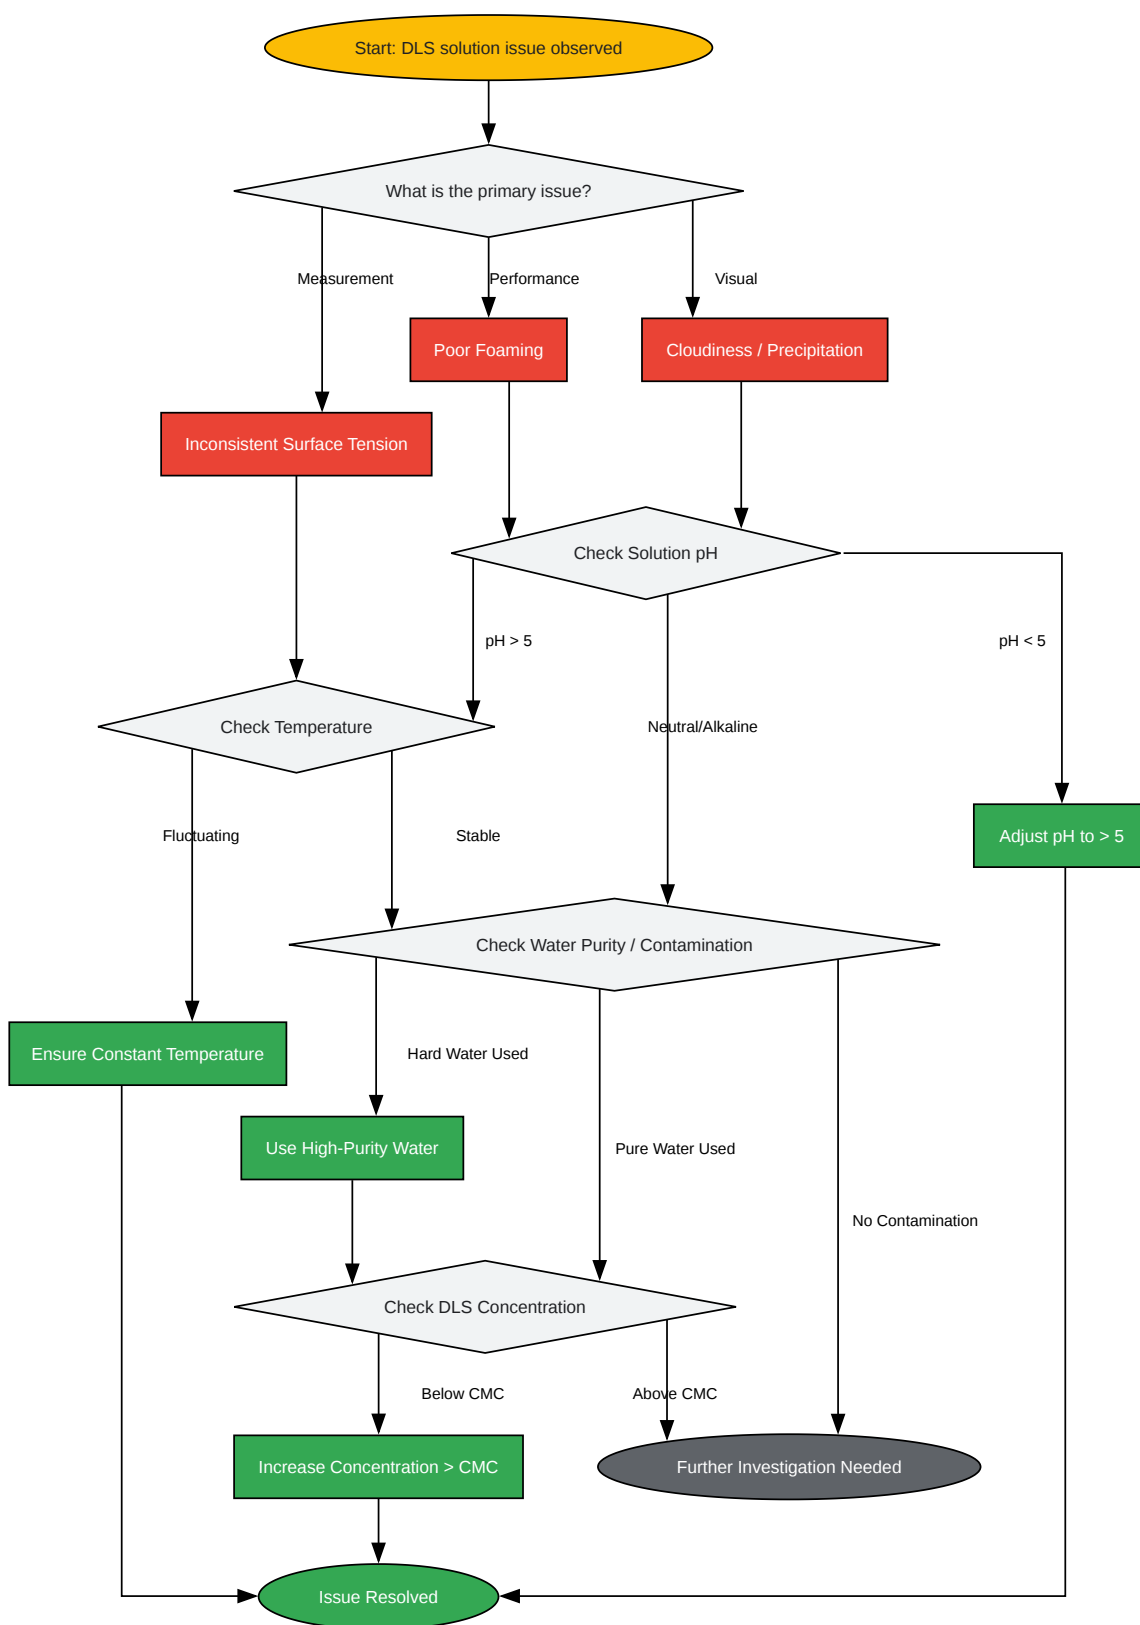 Start: DLS solution issue observed
What is the primary issue?
Measurement
Performance
Visual
Poor Foaming
Cloudiness / Precipitation
Inconsistent Surface Tension
Check Solution pH
pH > 5
pH < 5
Check Temperature
Neutral/Alkaline
Fluctuating
Stable
Adjust pH to > 5
Check Water Purity / Contamination
Ensure Constant Temperature
Hard Water Used
Use High-Purity Water
Pure Water Used
No Contamination
Check DLS Concentration
Below CMC
Above CMC
Increase Concentration > CMC
Further Investigation Needed
Issue Resolved